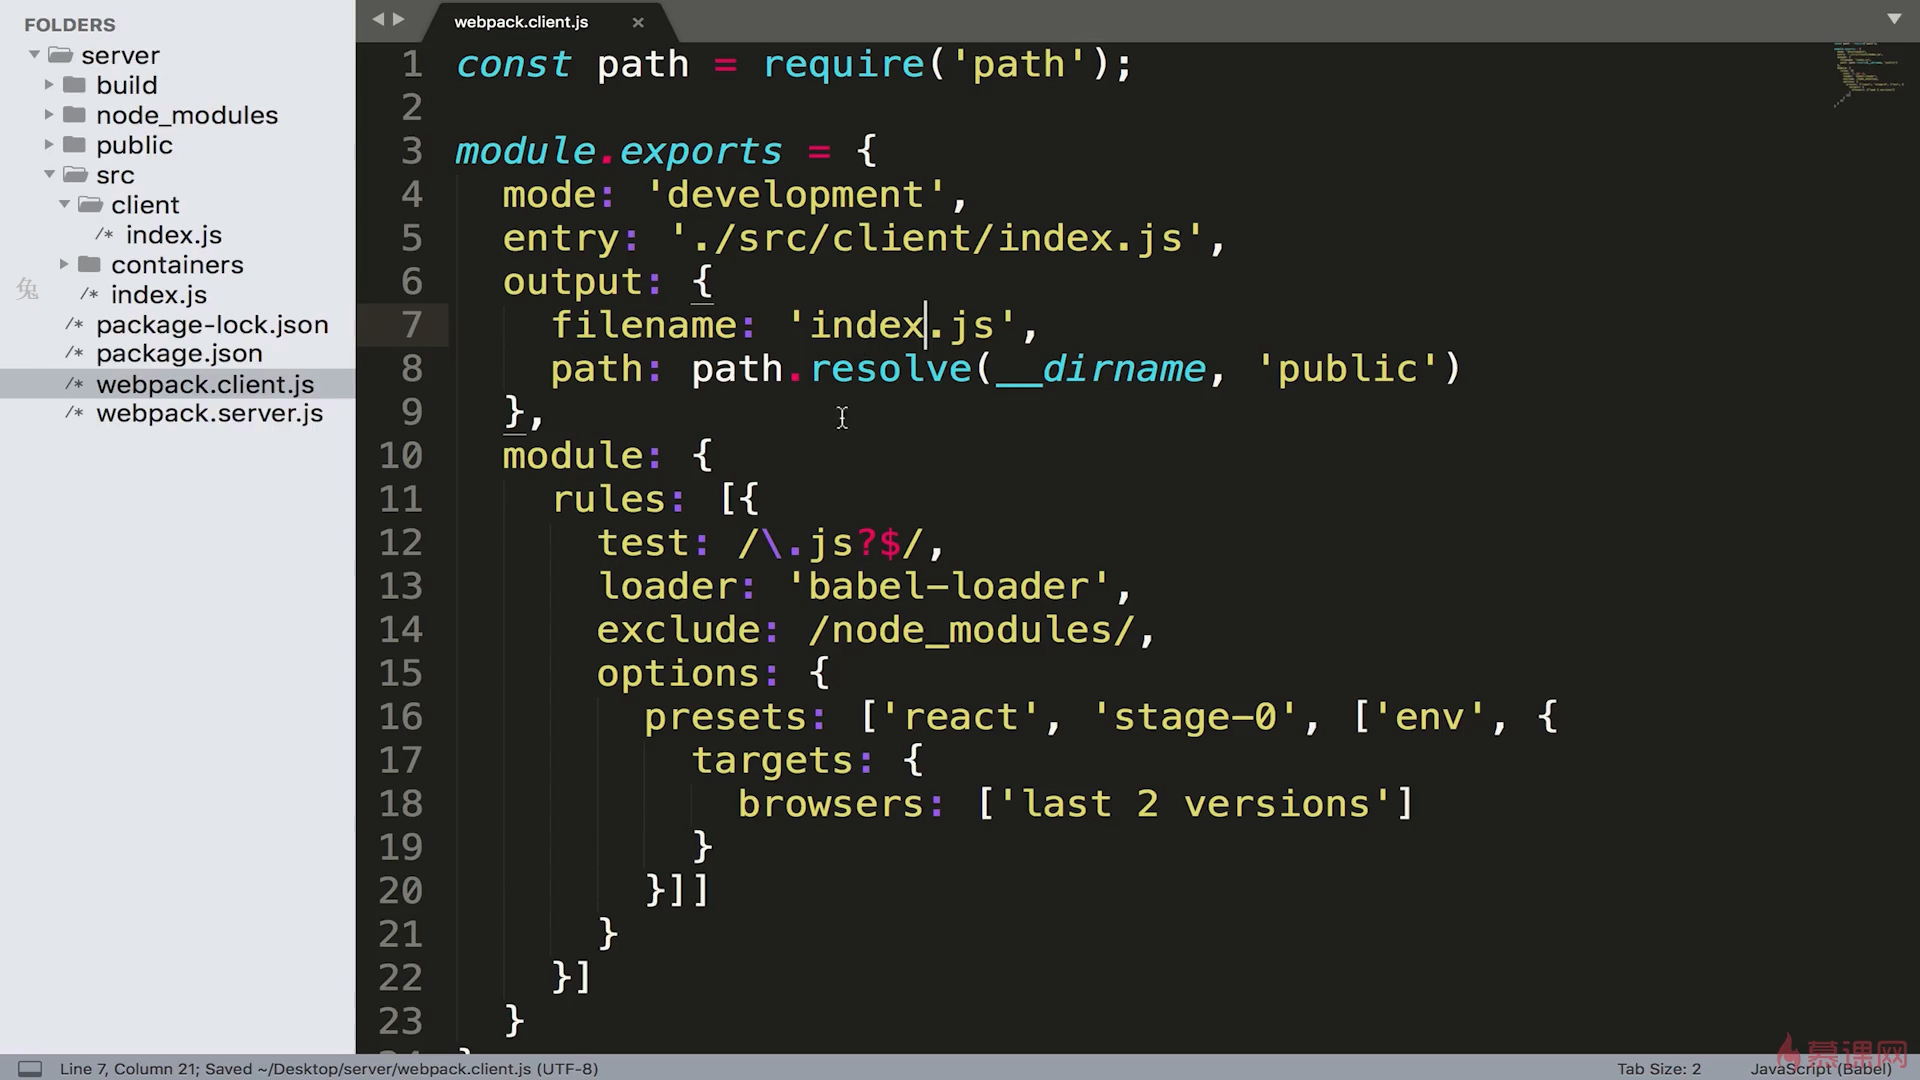 FOLDERS
server
build
node_modules
public
src
client
/* index.js
containers
/* index.js
/* package-lock.json
/* package.json
/* webpack.client.js
/* webpack.server.js
兔
webpack.client.js ×
1 const path = require('path');
2
3 module.exports = {
4 mode: 'development',
5 entry: './src/client/index.js',
6 output: {
7 filename: 'index.js',
8 path: path.resolve(__dirname, 'public')
9 },
10 module: {
11 rules: [{
12 test: /\.js?$/,
13 loader: 'babel-loader',
14 exclude: /node_modules/,
15 options: {
16 presets: ['react', 'stage-0', ['env', {
17 targets: {
18 browsers: ['last 2 versions']
19 }
20 }]]
21 }
22 }]
23 }
Line 7, Column 21; Saved ~/Desktop/server/webpack.client.js (UTF-8)
Tab Size: 2
JavaScript (Babel)
慕课网